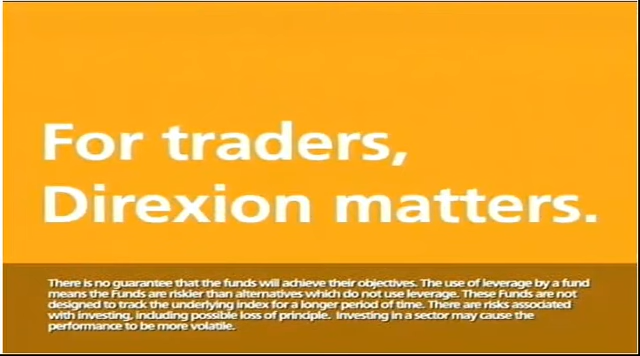 For traders,
Direxion matters.
There is no guarantee that the funds will achieve their objectives. The use of leverage by a fund
means the Funds are riskier than alternatives which do not use leverage. These Funds are not
designed to track the underlying index for a longer period of time. There are risks associated
with investing, including possible loss of principle. Investing in a sector may cause the
performance to be more volatile.